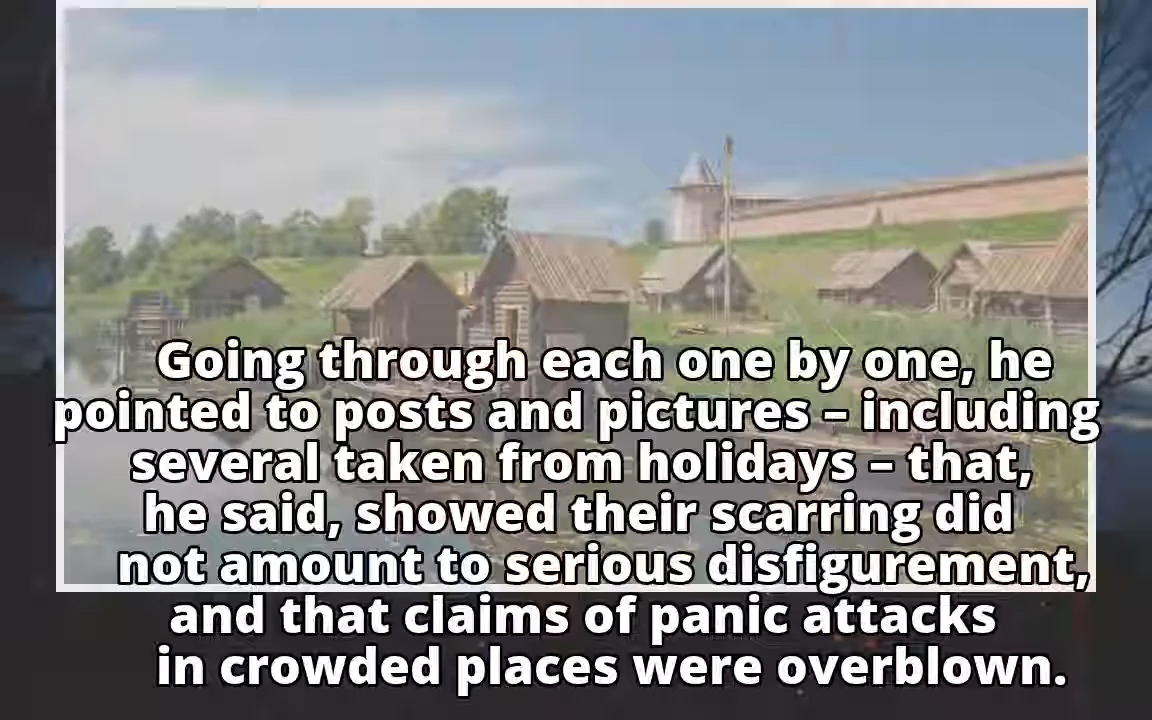 Going through each one by one, he
pointed to posts and pictures – including
several taken from holidays – that,
he said, showed their scarring did
not amount to serious disfigurement,
and that claims of panic attacks
in crowded places were overblown.